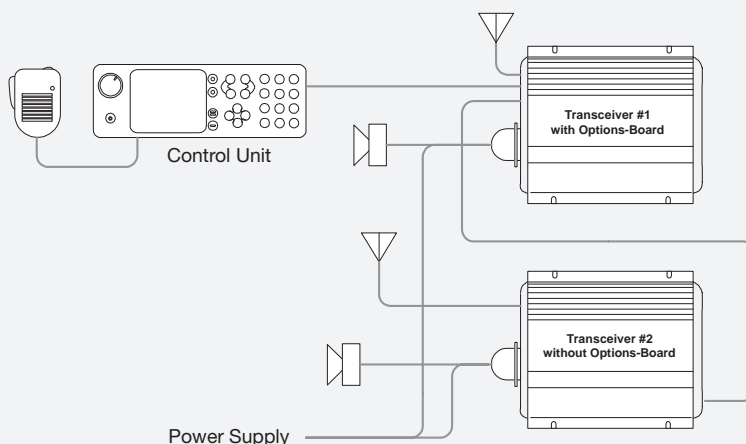 Transceiver #1
with Options-Board
Control Unit
Transceiver #2
without Options-Board
Power Supply